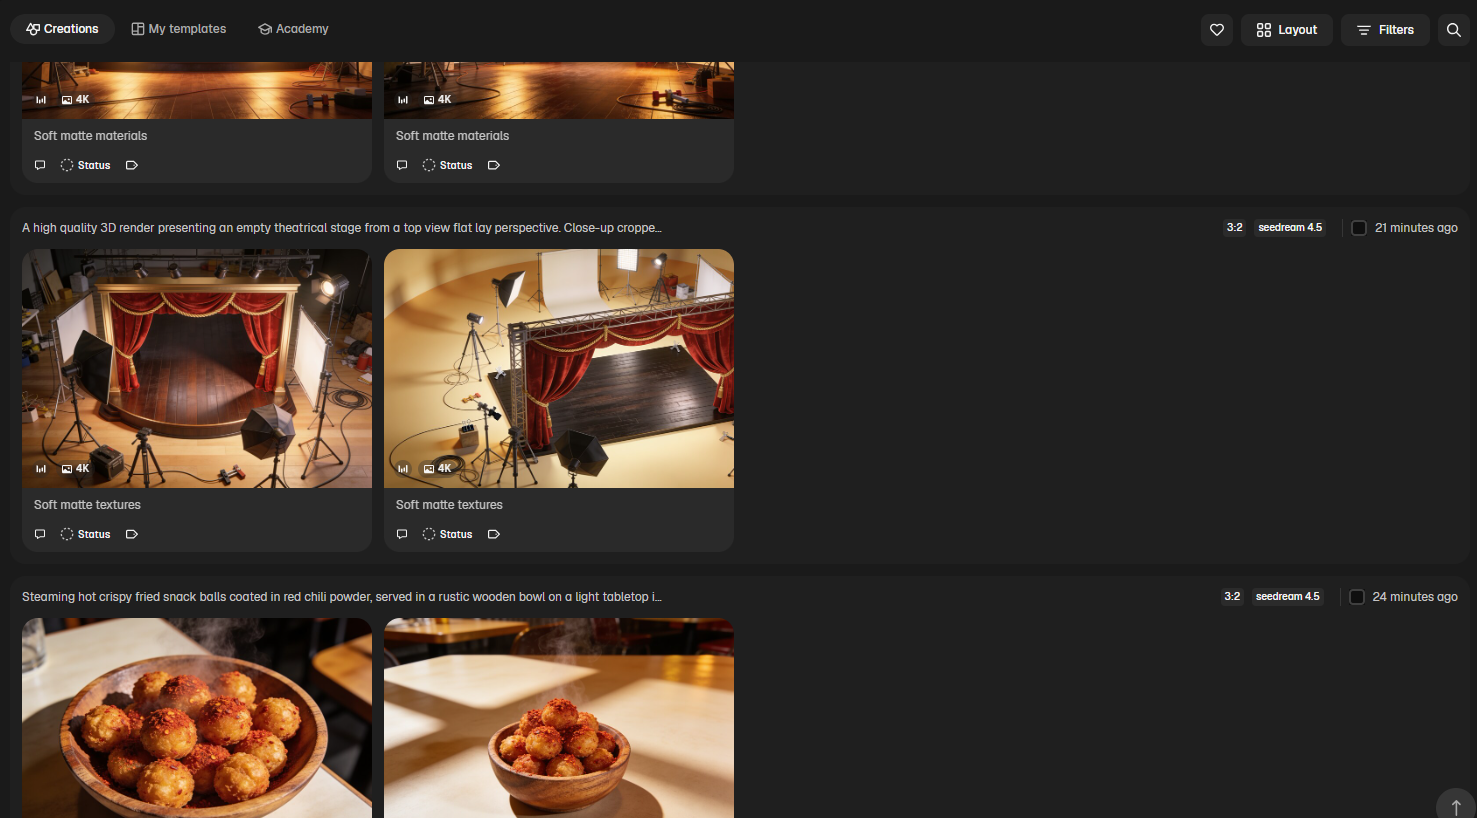 Creations
My templates
Academy
Layout
Filters
4K
4K
Soft matte materials
Soft matte materials
Status
Status
A high quality 3D render presenting an empty theatrical stage from a top view flat lay perspective. Close-up croppe...
3:2
seedream 4.5
21 minutes ago
4K
4K
Soft matte textures
Soft matte textures
Status
Status
Steaming hot crispy fried snack balls coated in red chili powder, served in a rustic wooden bowl on a light tabletop i...
3:2
seedream 4.5
24 minutes ago